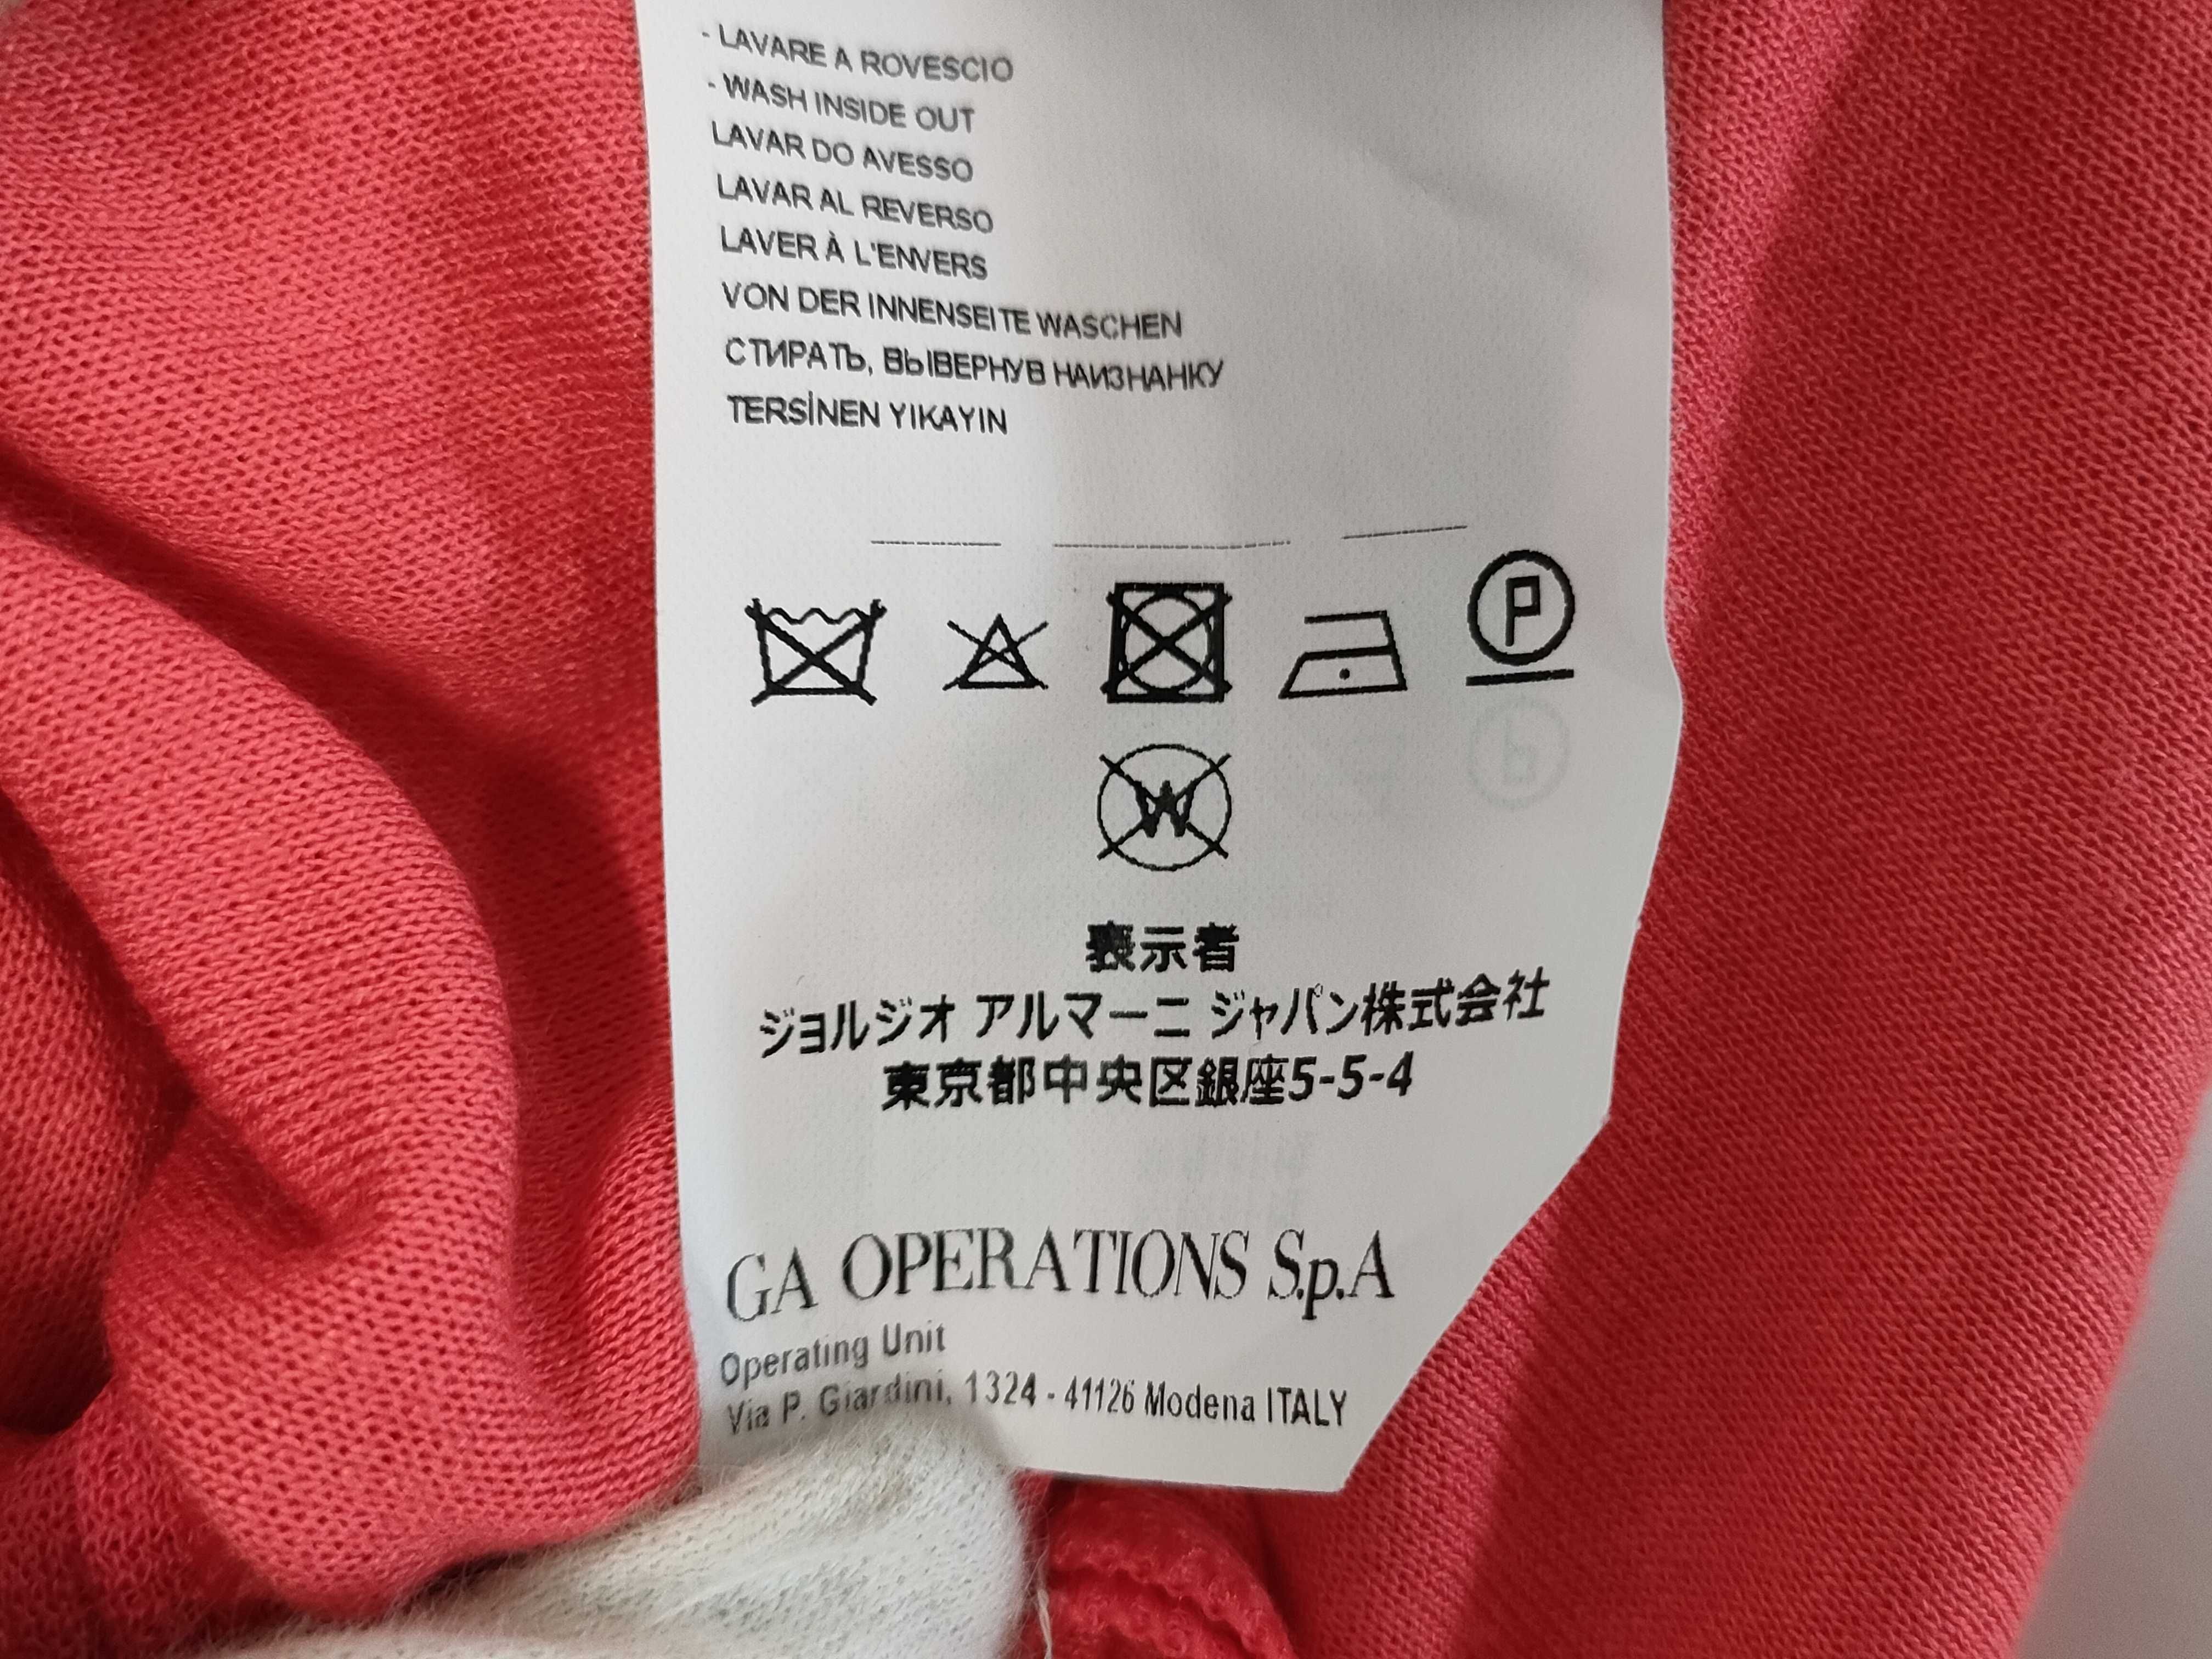 - LAVARE A ROVESCIO
- WASH INSIDE OUT
LAVAR DO AVESSO
LAVAR AL REVERSO
LAVER À L'ENVERS
VON DER INNENSEITE WASCHEN
СТИРАТЬ, ВЫВЕРНУВ НАИЗНАНКУ
TERSİNEN YIKAYIN
P
W
表示者
ジョルジオ アルマーニ ジャパン株式会社
東京都中央区銀座5-5-4
GA OPERATIONS S.p.A
Operating Unit
Via P. Giardini, 1324 - 41126 Modena ITALY